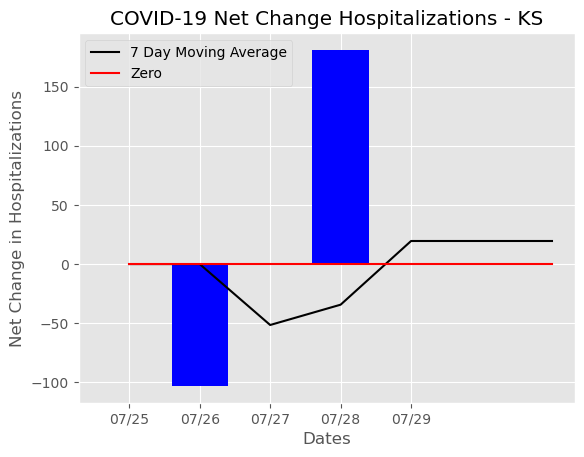 COVID-19 Net Change Hospitalizations - KS
7 Day Moving Average
Zero
Net Change in Hospitalizations
150
100
50
0
−50
−100
07/25 07/26 07/27 07/28 07/29
Dates